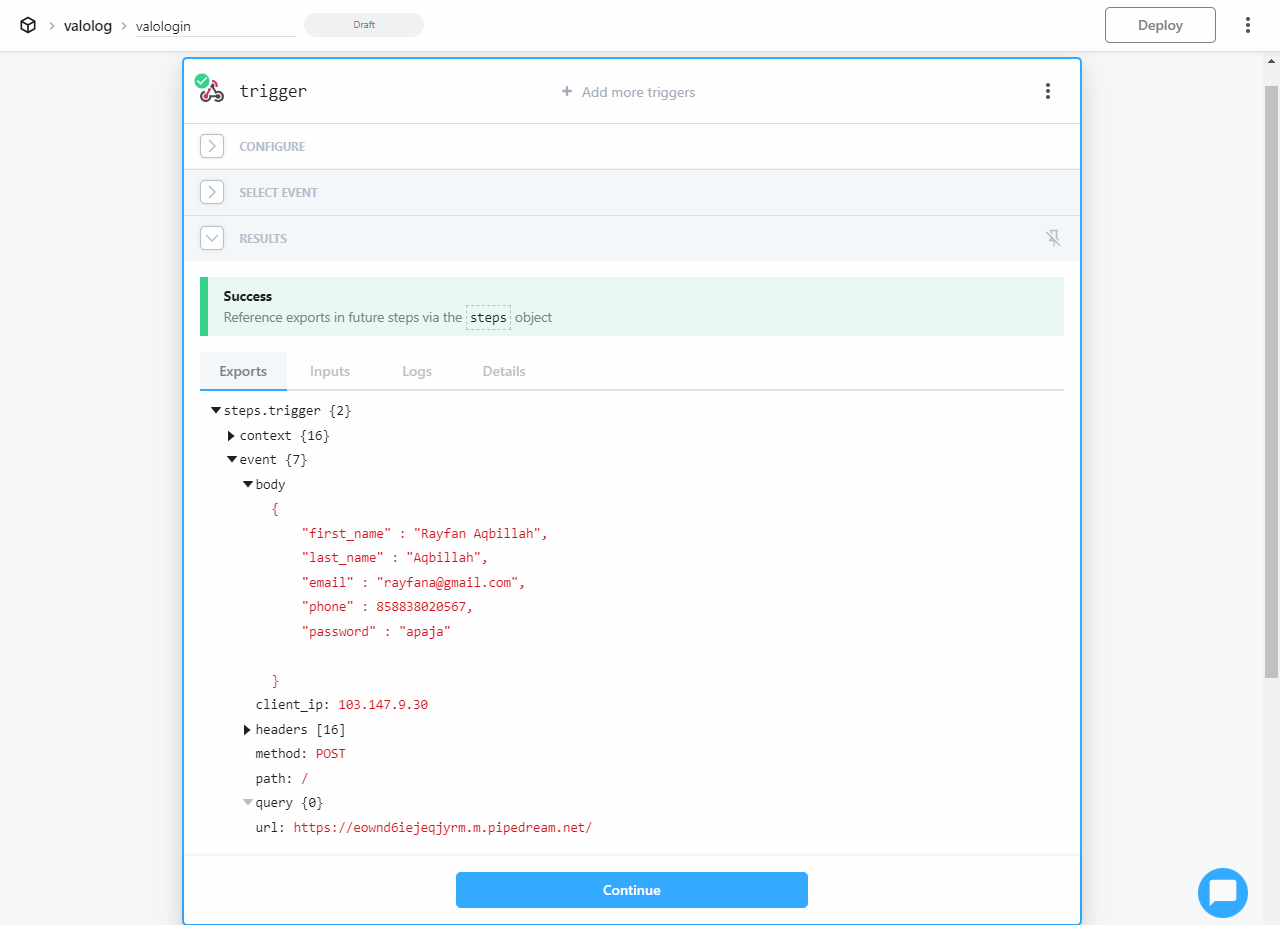 valolog valologin Draft Deploy
trigger + Add more triggers
CONFIGURE
SELECT EVENT
RESULTS
Success
Reference exports in future steps via the steps object
Exports Inputs Logs Details
steps.trigger {2}
context {16}
event {7}
body
{
"first_name" : "Rayfan Aqbillah",
"last_name" : "Aqbillah",
"email" : "rayfana@gmail.com",
"phone" : 858838020567,
"password" : "apaja"
}
client_ip: 103.147.9.30
headers [16]
method: POST
path: /
query {0}
url: https://eownd6iejeqjyrm.m.pipedream.net/
Continue